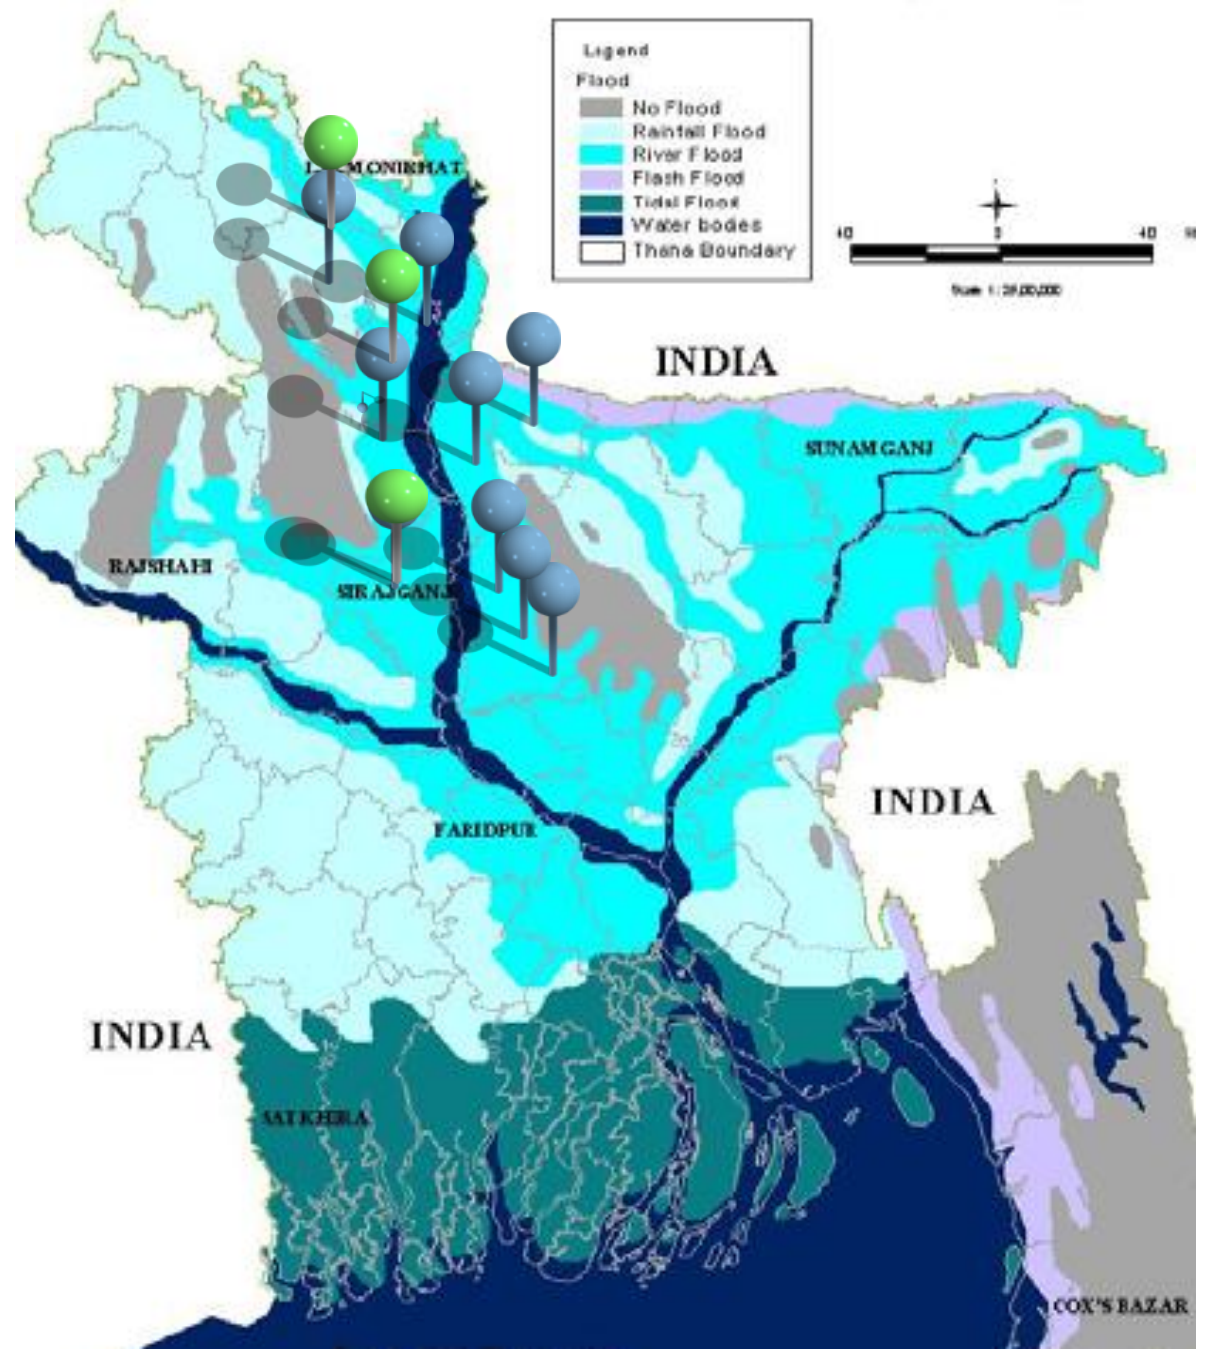 Legend
Flood
No Flood
Rainfall Flood
River Flood
Flash Flood
Tidal Flood
Water bodies
Thana Boundary
40 0 40
INDIA
SUNAMGANJ
RAJSHAHI
SIRAJGANJ
INDIA
FARIDPUR
INDIA
SATKHIRA
COX'S BAZAR